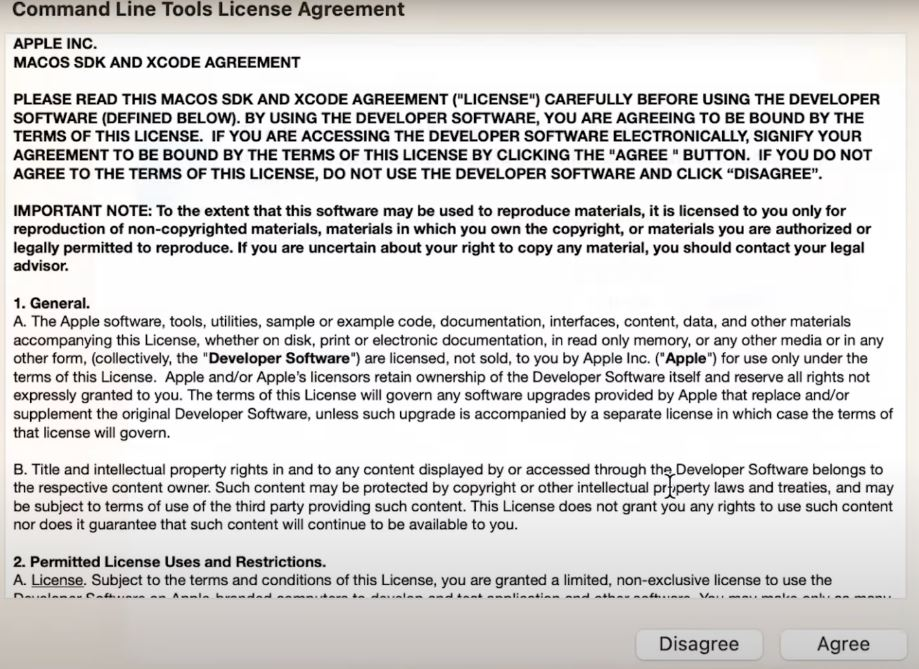 Command Line Tools License Agreement
APPLE INC.
MACOS SDK AND XCODE AGREEMENT
PLEASE READ THIS MACOS SDK AND XCODE AGREEMENT ("LICENSE") CAREFULLY BEFORE USING THE DEVELOPER
SOFTWARE (DEFINED BELOW). BY USING THE DEVELOPER SOFTWARE, YOU ARE AGREEING TO BE BOUND BY THE
TERMS OF THIS LICENSE. IF YOU ARE ACCESSING THE DEVELOPER SOFTWARE ELECTRONICALLY, SIGNIFY YOUR
AGREEMENT TO BE BOUND BY THE TERMS OF THIS LICENSE BY CLICKING THE "AGREE " BUTTON. IF YOU DO NOT
AGREE TO THE TERMS OF THIS LICENSE, DO NOT USE THE DEVELOPER SOFTWARE AND CLICK “DISAGREE”.
IMPORTANT NOTE: To the extent that this software may be used to reproduce materials, it is licensed to you only for
reproduction of non-copyrighted materials, materials in which you own the copyright, or materials you are authorized or
legally permitted to reproduce. If you are uncertain about your right to copy any material, you should contact your legal
advisor.
1. General.
A. The Apple software, tools, utilities, sample or example code, documentation, interfaces, content, data, and other materials
accompanying this License, whether on disk, print or electronic documentation, in read only memory, or any other media or in any
other form, (collectively, the "Developer Software") are licensed, not sold, to you by Apple Inc. ("Apple") for use only under the
terms of this License. Apple and/or Apple’s licensors retain ownership of the Developer Software itself and reserve all rights not
expressly granted to you. The terms of this License will govern any software upgrades provided by Apple that replace and/or
supplement the original Developer Software, unless such upgrade is accompanied by a separate license in which case the terms of
that license will govern.
B. Title and intellectual property rights in and to any content displayed by or accessed through the Developer Software belongs to
the respective content owner. Such content may be protected by copyright or other intellectual property laws and treaties, and may
be subject to terms of use of the third party providing such content. This License does not grant you any rights to use such content
nor does it guarantee that such content will continue to be available to you.
2. Permitted License Uses and Restrictions.
A. License. Subject to the terms and conditions of this License, you are granted a limited, non-exclusive license to use the
Developer Software on Apple-branded computers to develop and test application and other software. You may make only as many
Disagree
Agree